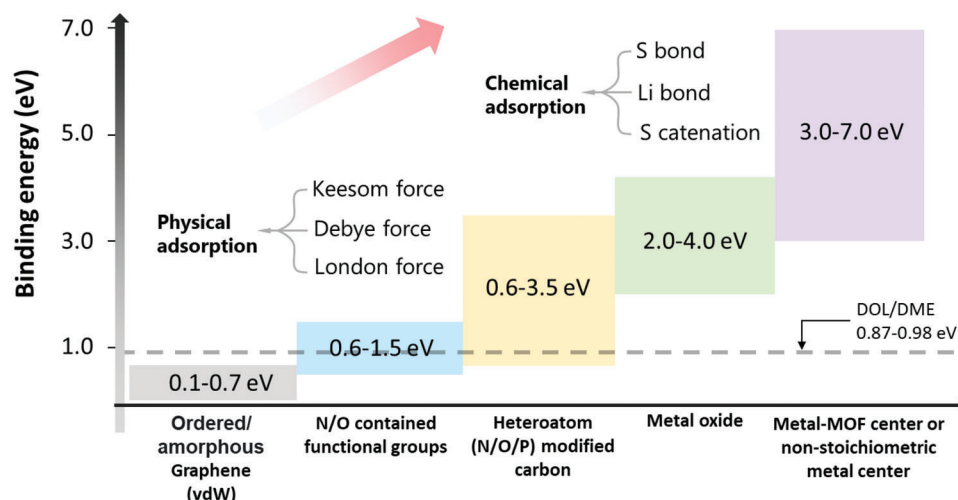 Binding energy (eV)
7.0
5.0
3.0
1.0
Physical
adsorption
Keesom force
Debye force
London force
Chemical
adsorption
S bond
Li bond
S catenation
0.1-0.7 eV
0.6-1.5 eV
0.6-3.5 eV
2.0-4.0 eV
3.0-7.0 eV
DOL/DME
0.87-0.98 eV
Ordered/
amorphous
Graphene
(vdW)
N/O contained
functional groups
Heteroatom
(N/O/P) modified
carbon
Metal oxide
Metal-MOF center or
non-stoichiometric
metal center